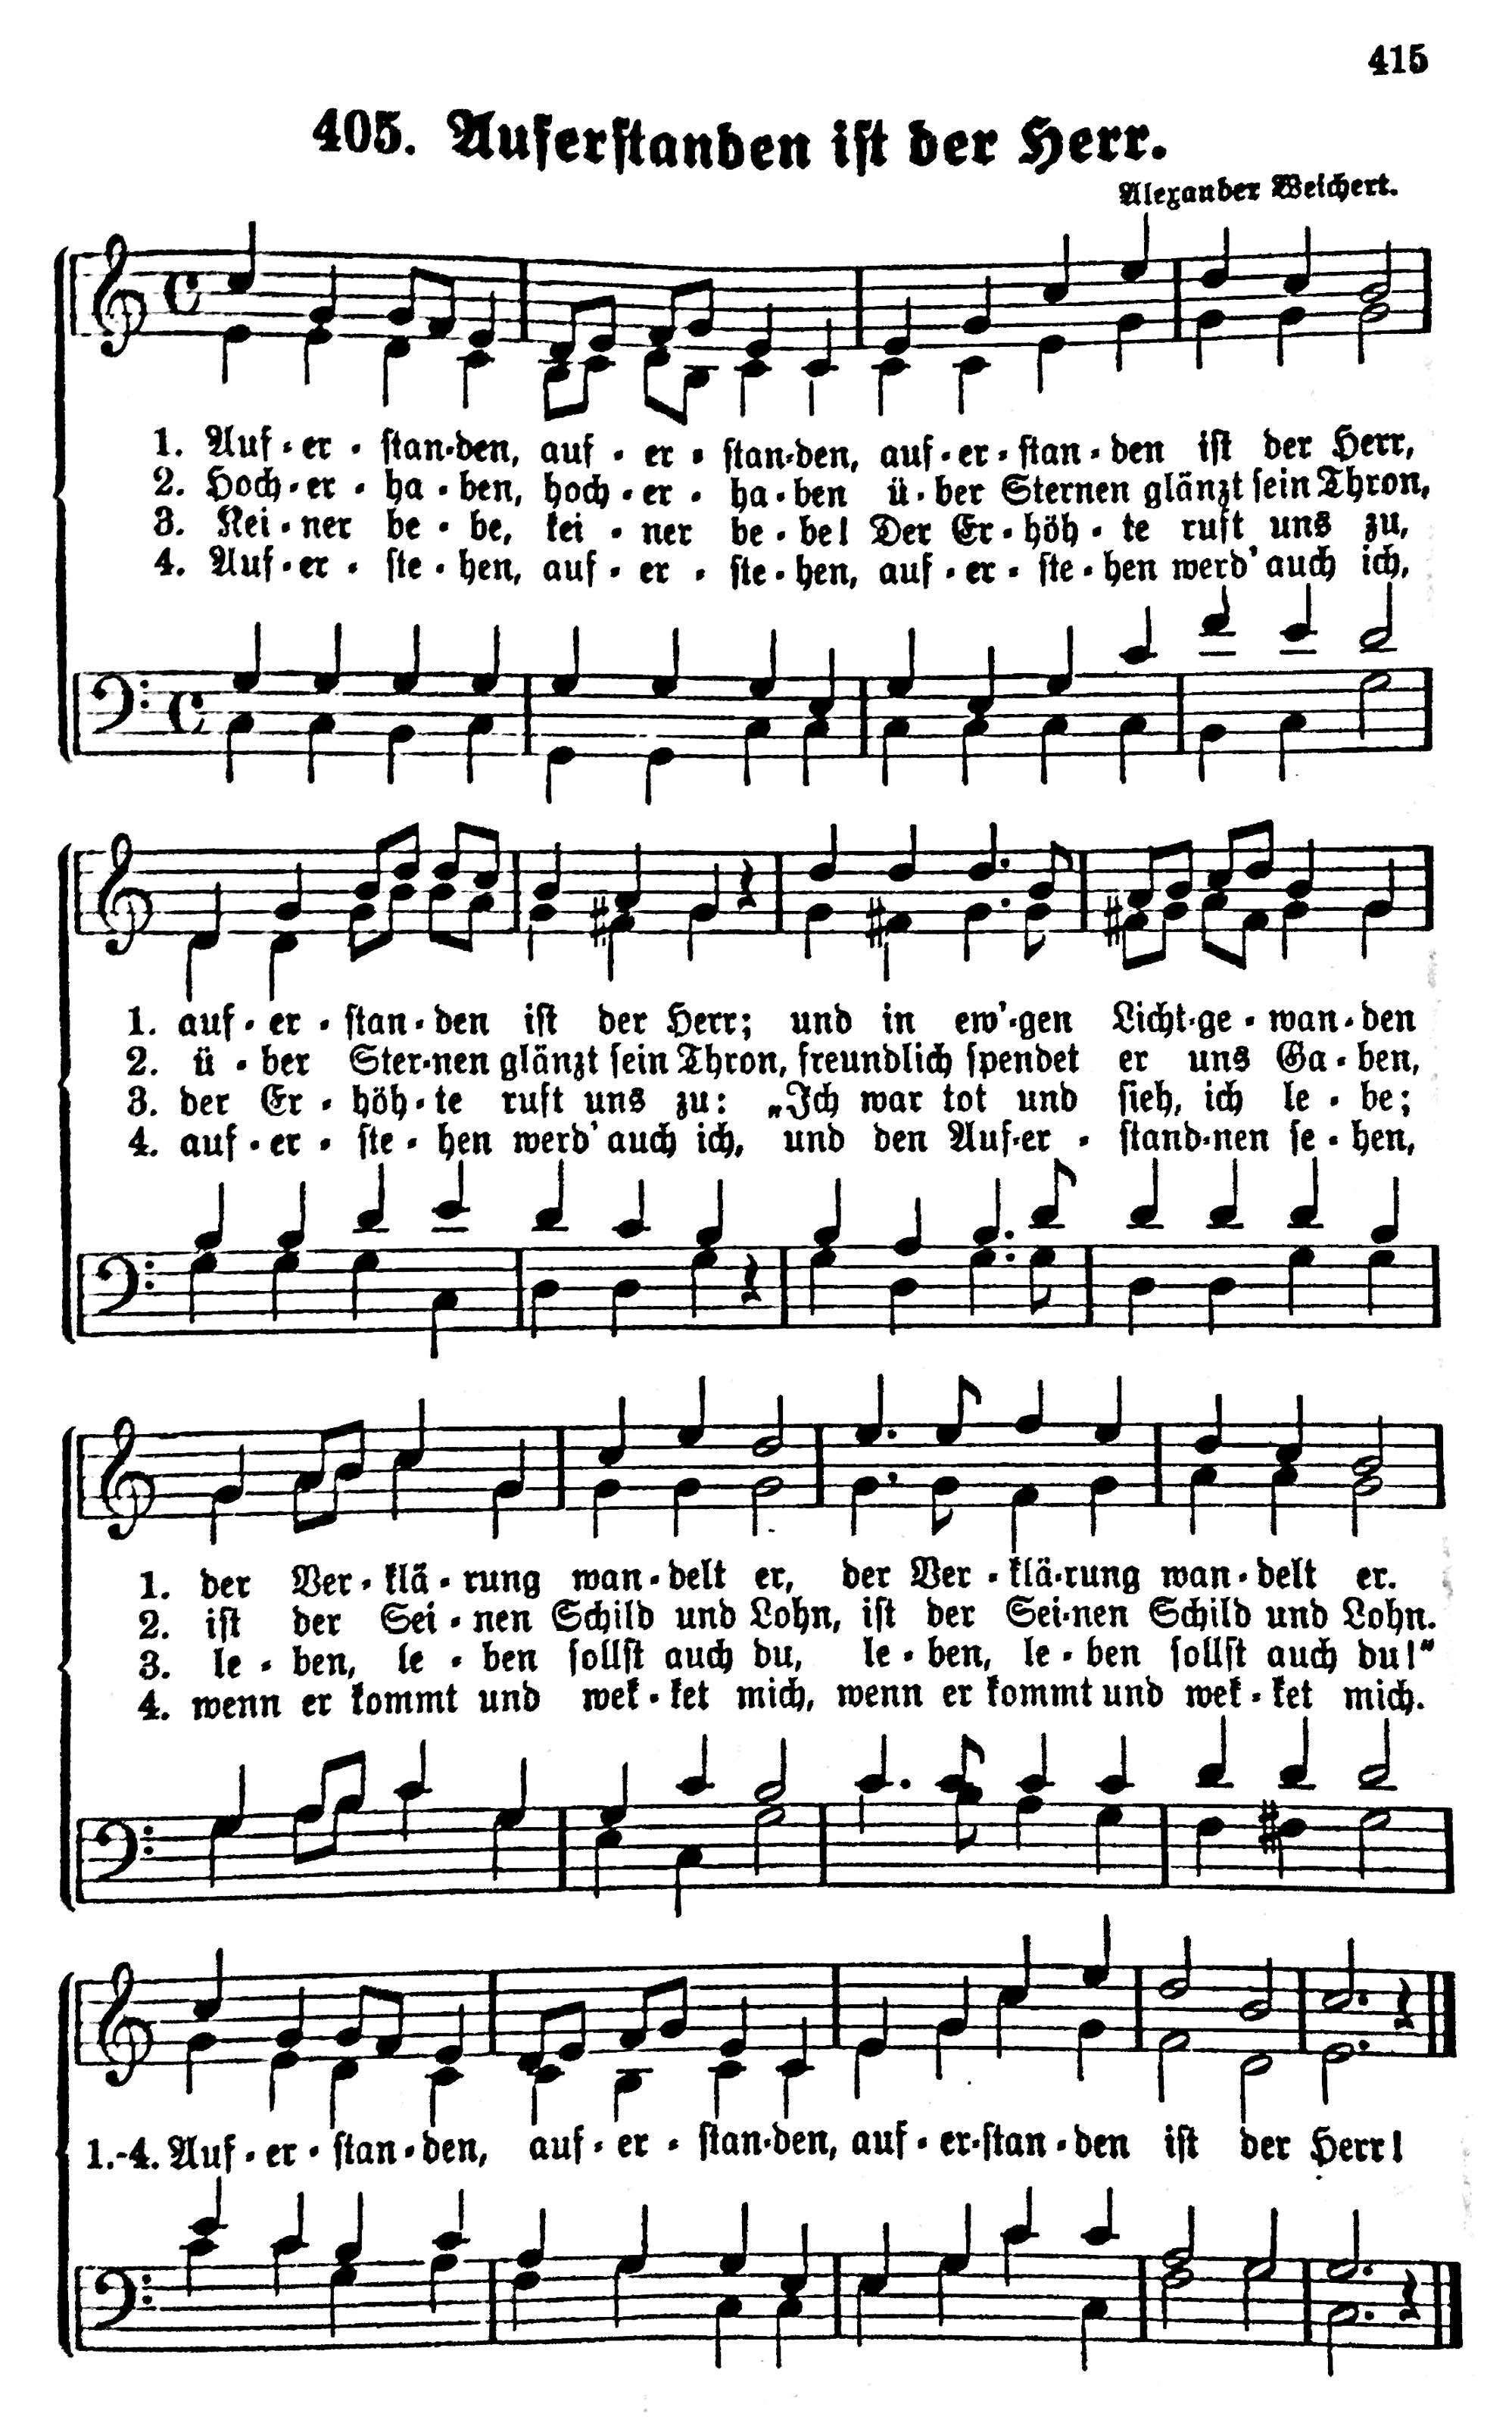 415
405. Auferstanden ist der Herr.
Alexander Weichert.
1. Auf-er-stan-den, auf-er-stan-den, auf-er-stan-den ist der Herr,
2. Hoch-er-ha-ben, hoch-er-ha-ben ü-ber Sternen glänzt sein Thron,
3. Kei-ner be-be, kei-ner be-be! Der Er-höh-te ruft uns zu,
4. Auf-er-ste-hen, auf-er-ste-hen, auf-er-ste-hen werd' auch ich,
1. auf-er-stan-den ist der Herr; und in ew'-gen Licht-ge-wan-den
2. ü-ber Ster-nen glänzt sein Thron, freundlich spendet er uns Ga-ben,
3. der Er-höh-te ruft uns zu: „Ich war tot und sieh, ich le-be;
4. auf-er-ste-hen werd' auch ich, und den Auf-er-stand-nen se-hen,
1. der Ver-klä-rung wan-delt er, der Ver-klä-rung wan-delt er.
2. ist der Sei-nen Schild und Lohn, ist der Sei-nen Schild und Lohn.
3. le-ben, le-ben sollst auch du, le-ben, le-ben sollst auch du!"
4. wenn er kommt und wek-ket mich, wenn er kommt und wek-ket mich.
1.-4. Auf-er-stan-den, auf-er-stan-den, auf-er-stan-den ist der Herr!